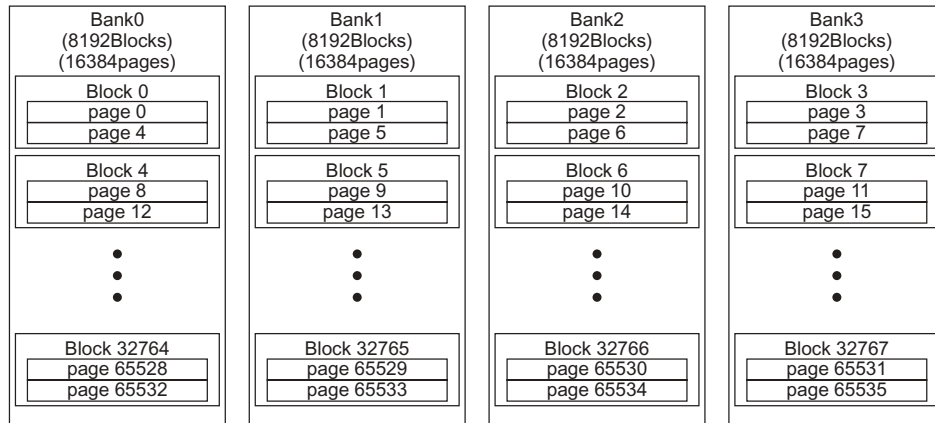 Bank0
(8192Blocks)
(16384pages)
Block 0
page 0
page 4
Block 4
page 8
page 12
Block 32764
page 65528
page 65532
Bank1
(8192Blocks)
(16384pages)
Block 1
page 1
page 5
Block 5
page 9
page 13
Block 32765
page 65529
page 65533
Bank2
(8192Blocks)
(16384pages)
Block 2
page 2
page 6
Block 6
page 10
page 14
Block 32766
page 65530
page 65534
Bank3
(8192Blocks)
(16384pages)
Block 3
page 3
page 7
Block 7
page 11
page 15
Block 32767
page 65531
page 65535